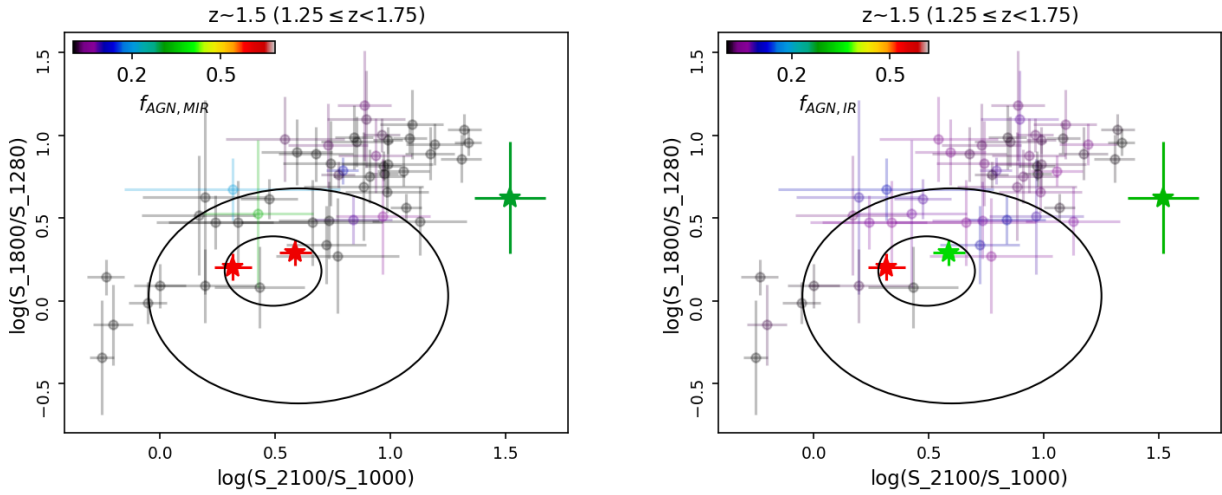 z~1.5 (1.25≤z<1.75)
0.2 0.5
f_AGN,MIR
log(S_1800/S_1280)
1.5
1.0
0.5
0.0
−0.5
0.0 0.5 1.0 1.5
log(S_2100/S_1000)
z~1.5 (1.25≤z<1.75)
0.2 0.5
f_AGN,IR
log(S_1800/S_1280)
1.5
1.0
0.5
0.0
−0.5
0.0 0.5 1.0 1.5
log(S_2100/S_1000)